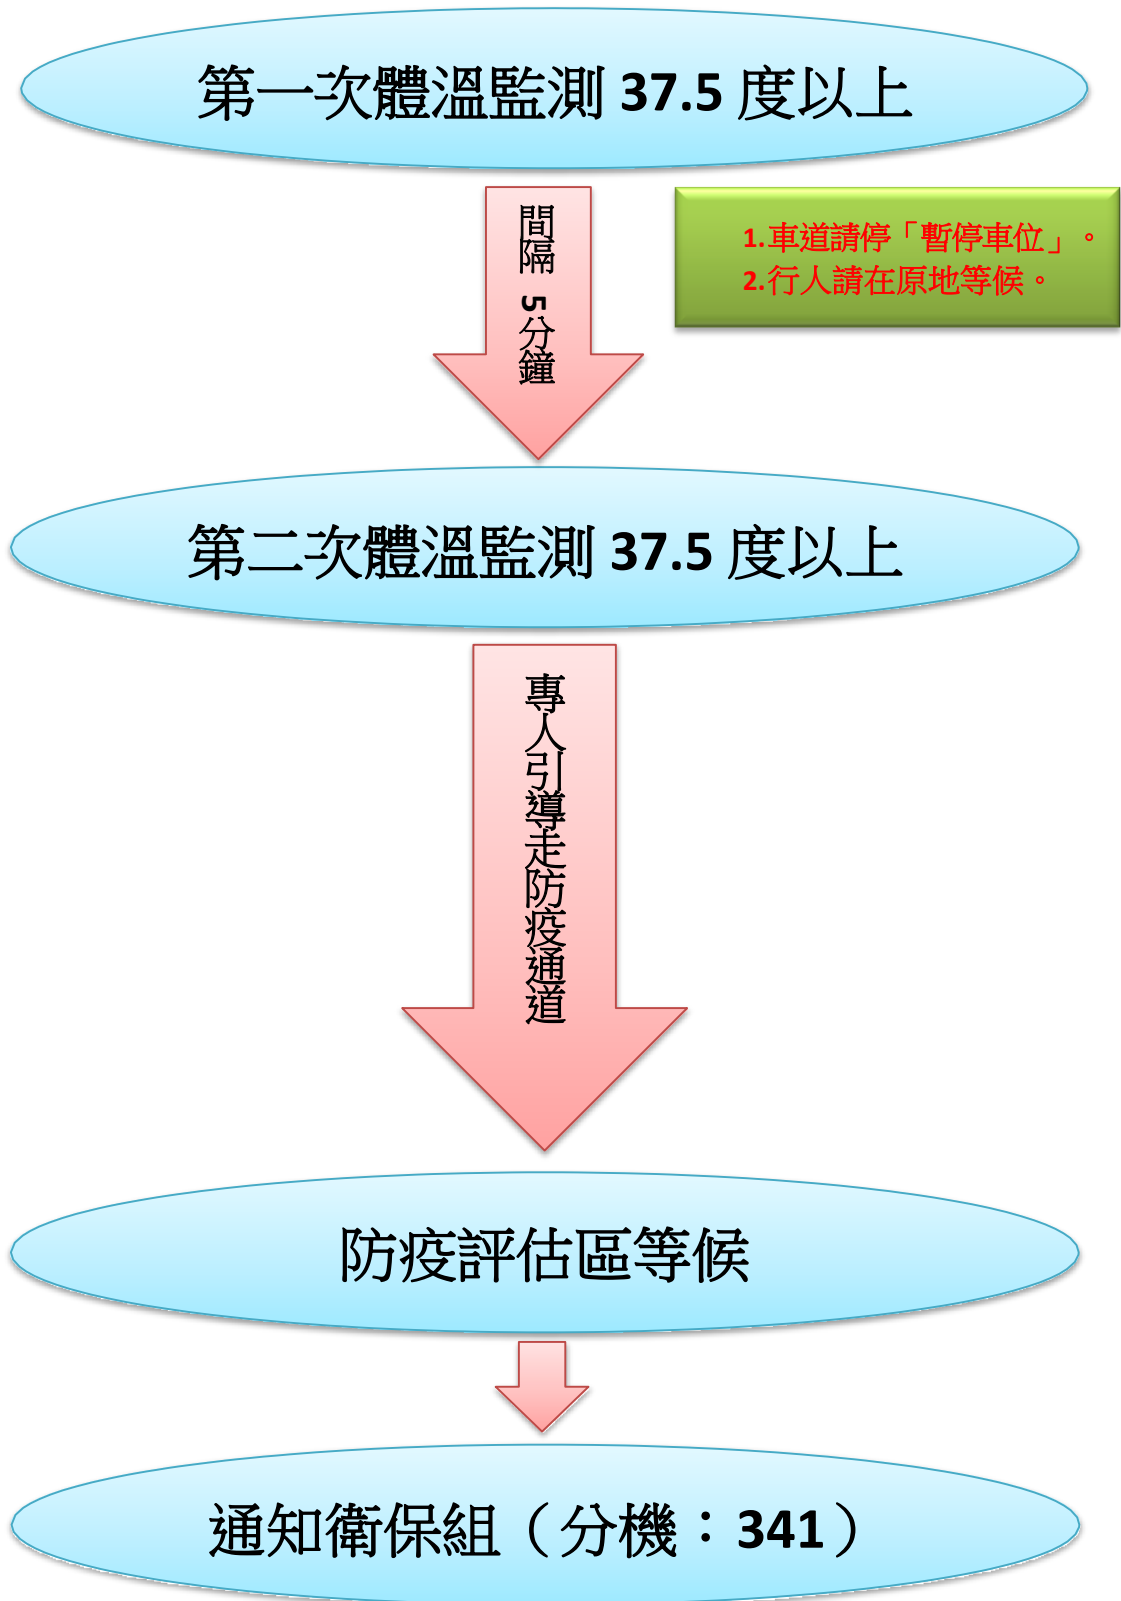 第一次體溫監測 37.5 度以上
間隔 5分鐘
1.車道請停「暫停車位」。
2.行人請在原地等候。
第二次體溫監測 37.5 度以上
專人引導走防疫通道
防疫評估區等候
通知衛保組（分機：341）